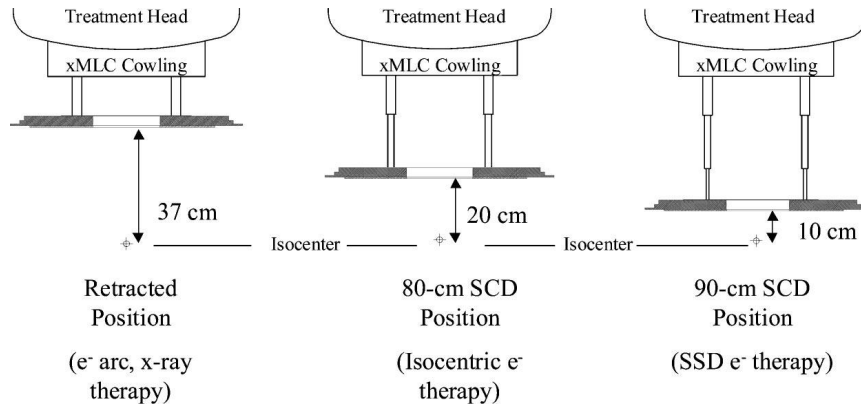 Treatment Head
xMLC Cowling
37 cm
Treatment Head
xMLC Cowling
20 cm
Treatment Head
xMLC Cowling
10 cm
Isocenter
Isocenter
Retracted
Position
(e⁻ arc, x-ray
therapy)
80-cm SCD
Position
(Isocentric e⁻
therapy)
90-cm SCD
Position
(SSD e⁻ therapy)